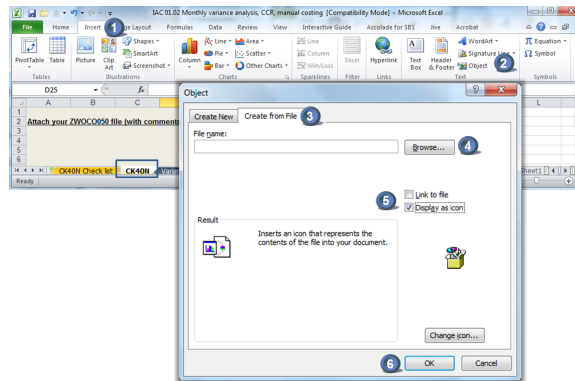 IAC 01.02 Monthly variance analysis, CCR, manual costing [Compatibility Mode] - Microsoft Excel
File Home Insert 1 ge Layout Formulas Data Review View Interactive Guide Accolade for SBS Jive Acrobat
PivotTable Table Picture Clip Art Shapes SmartArt Screenshot Column Line Pie Bar Area Scatter Other Charts Line Column Win/Loss Slicer Hyperlink Text Box Header & Footer WordArt Signature Line Object 2 Equation Symbol
Tables Illustrations Charts Sparklines Filter Links Text Symbols
D25 fx
A B C L
1
2 Attach your ZWOCO050 file (with comment
3
4
5
6
CK40N Check list CK40N Varia Sheet1
Ready
Object
Create New Create from File 3
File name:
Browse... 4
5 Link to file
Display as icon
Result
Inserts an icon that represents the
contents of the file into your document.
Change icon...
6 OK Cancel